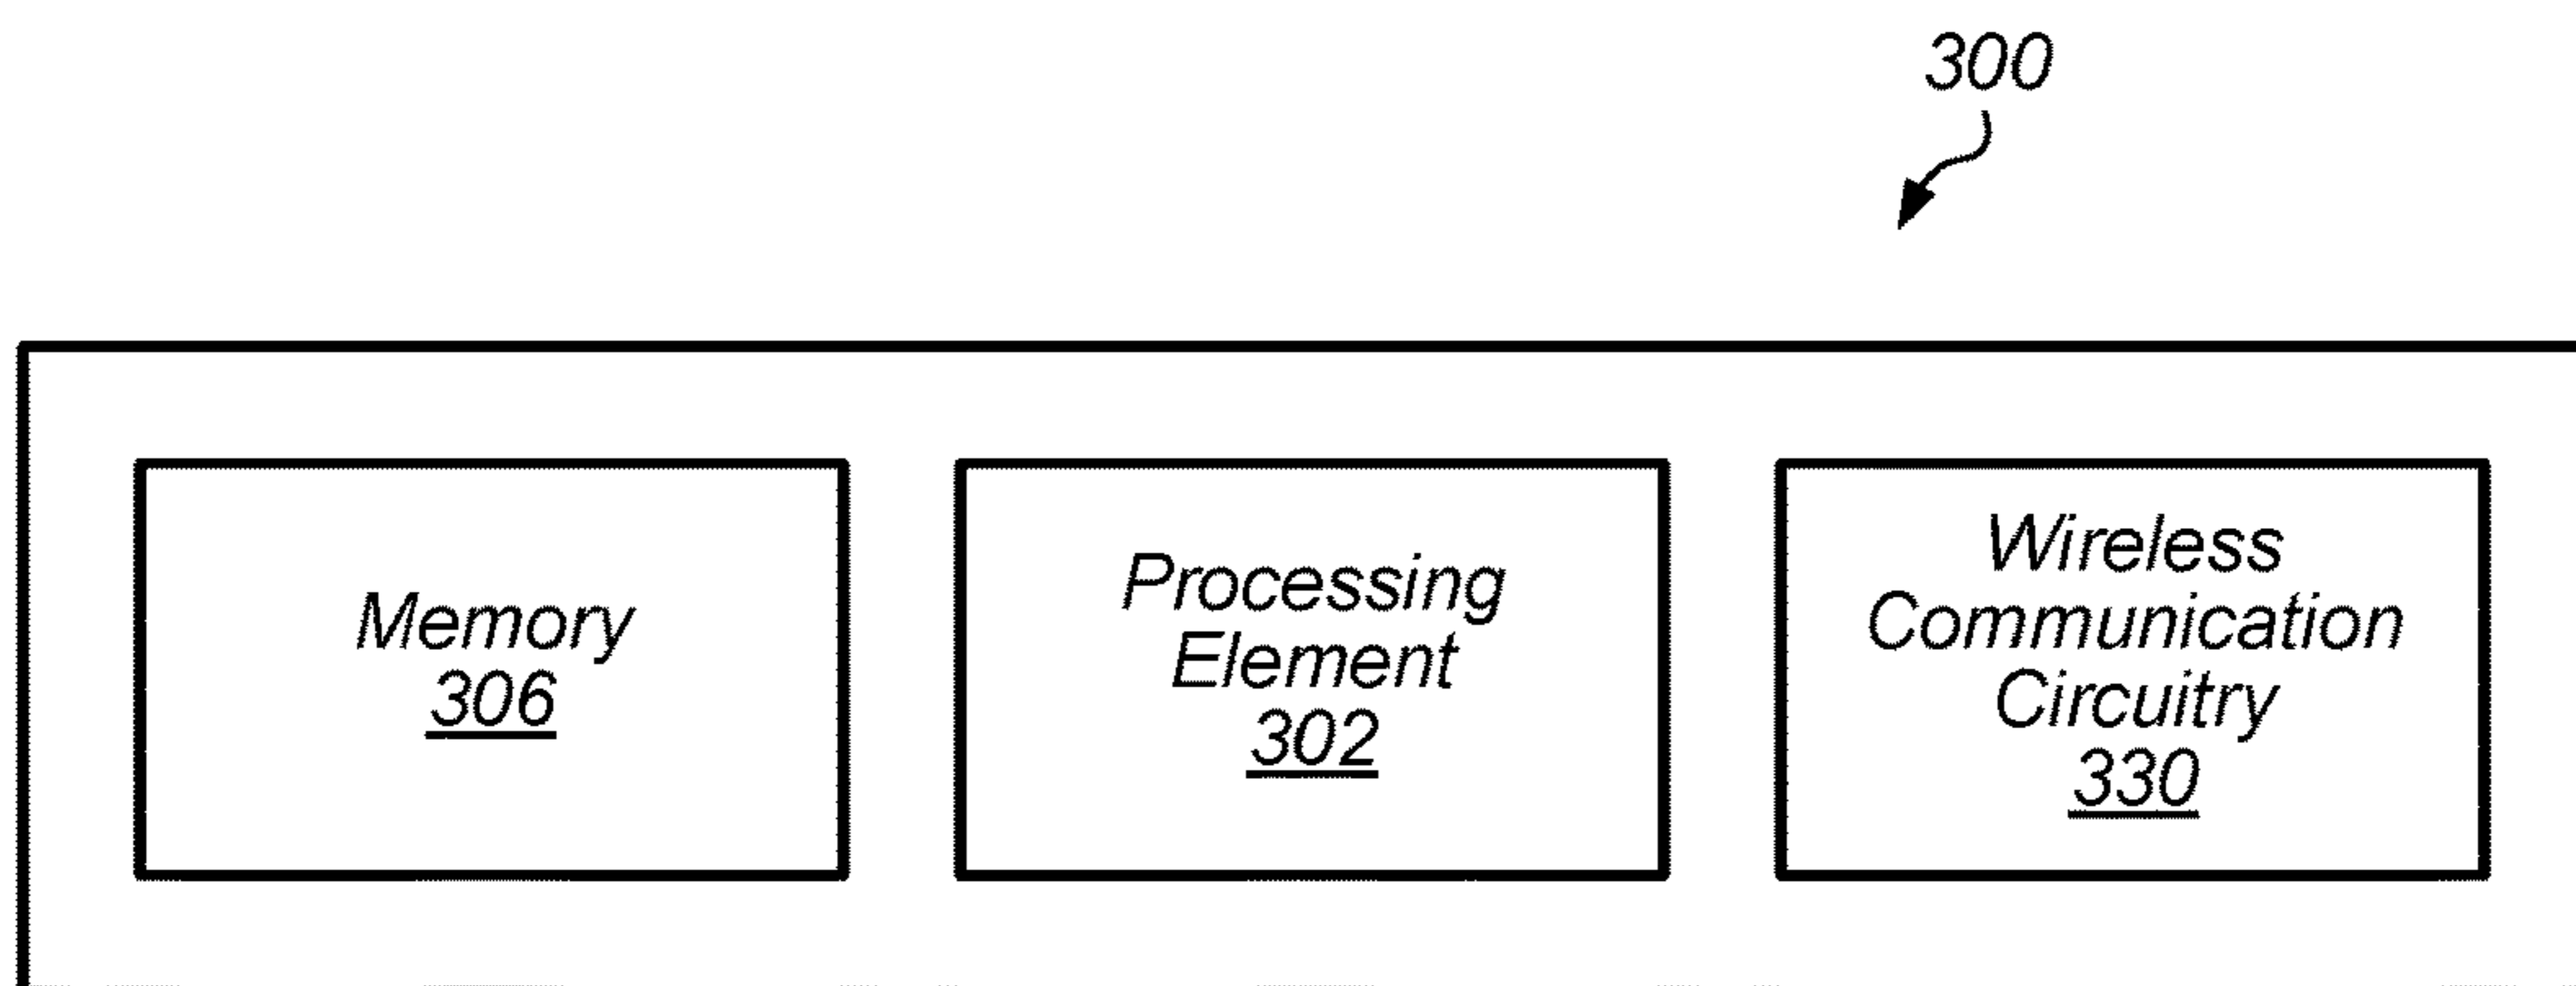 300
Memory
306
Processing
Element
302
Wireless
Communication
Circuitry
330